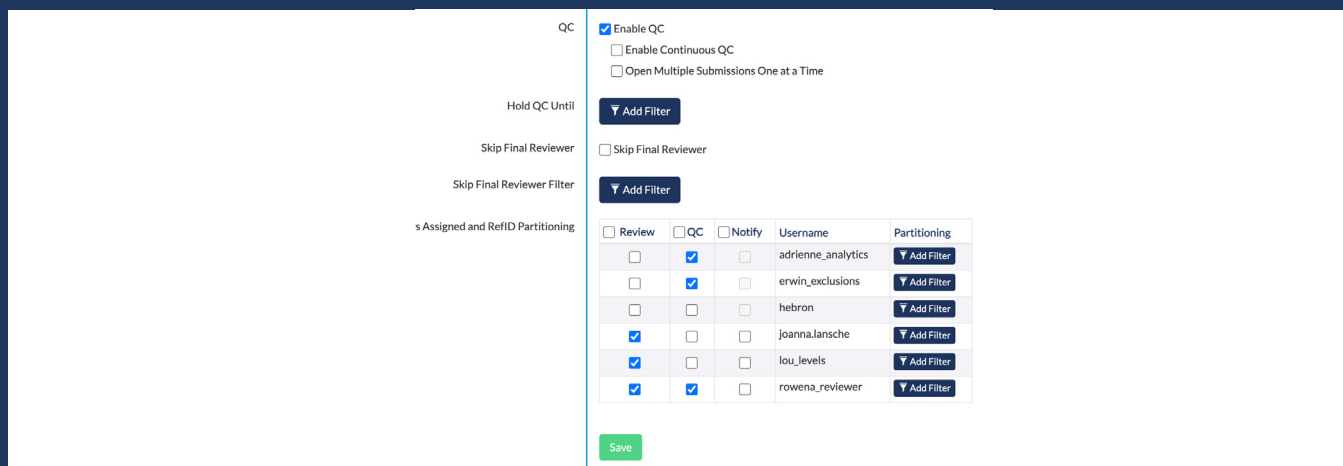 QC
Enable QC
Enable Continuous QC
Open Multiple Submissions One at a Time
Hold QC Until
Add Filter
Skip Final Reviewer
Skip Final Reviewer
Skip Final Reviewer Filter
Add Filter
s Assigned and RefID Partitioning
Review QC Notify Username Partitioning
adrienne_analytics Add Filter
erwin_exclusions Add Filter
hebron Add Filter
joanna.lansche Add Filter
lou_levels Add Filter
rowena_reviewer Add Filter
Save